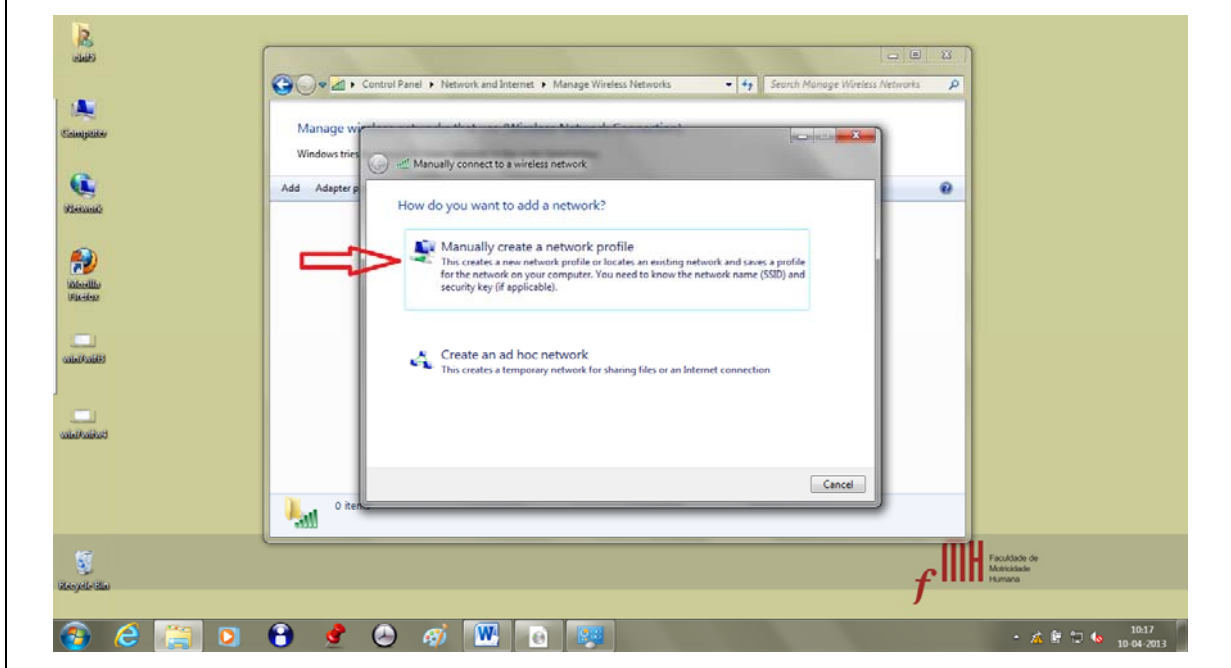 Control Panel ▸ Network and Internet ▸ Manage Wireless Networks
Search Manage Wireless Networks
Computer
Manage
Windows tries
Manually connect to a wireless network
Add Adapter p
Network
How do you want to add a network?
Manually create a network profile
This creates a new network profile or locates an existing network and saves a profile
for the network on your computer. You need to know the network name (SSID) and
security key (if applicable).
Mozilla
Firefox
Create an ad hoc network
This creates a temporary network for sharing files or an Internet connection
Cancel
0 items
Recycle Bin
fMH
Faculdade de
Motricidade
Humana
10:17
10-04-2013